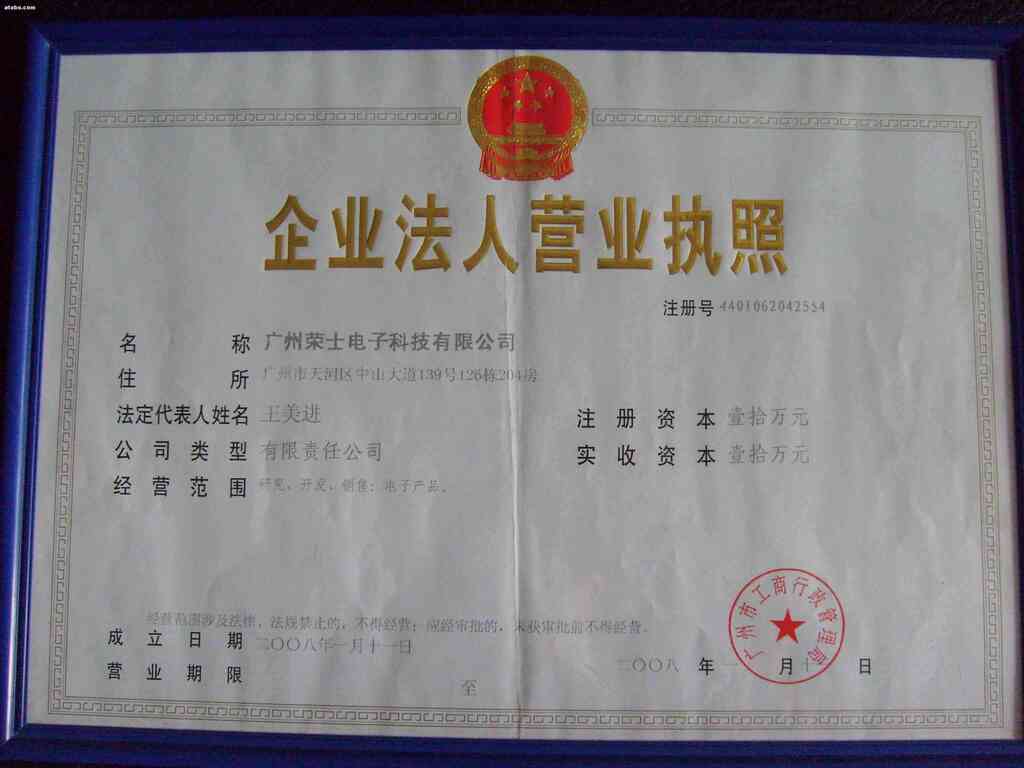 atobo.com
企业法人营业执照
注册号 4401062042554
名称 广州荣士电子科技有限公司
住所 广州市天河区中山大道139号126栋204房
法定代表人姓名 王美进
注册资本 壹拾万元
公司类型 有限责任公司
实收资本 壹拾万元
经营范围 研究、开发、销售：电子产品。
经营范围涉及法律、法规禁止的，不得经营；应经审批的，未获审批前不得经营。
成立日期 二〇〇八年一月十一日
营业期限 至
二〇〇八 年 一 月 十 日
广州市工商行政管理局